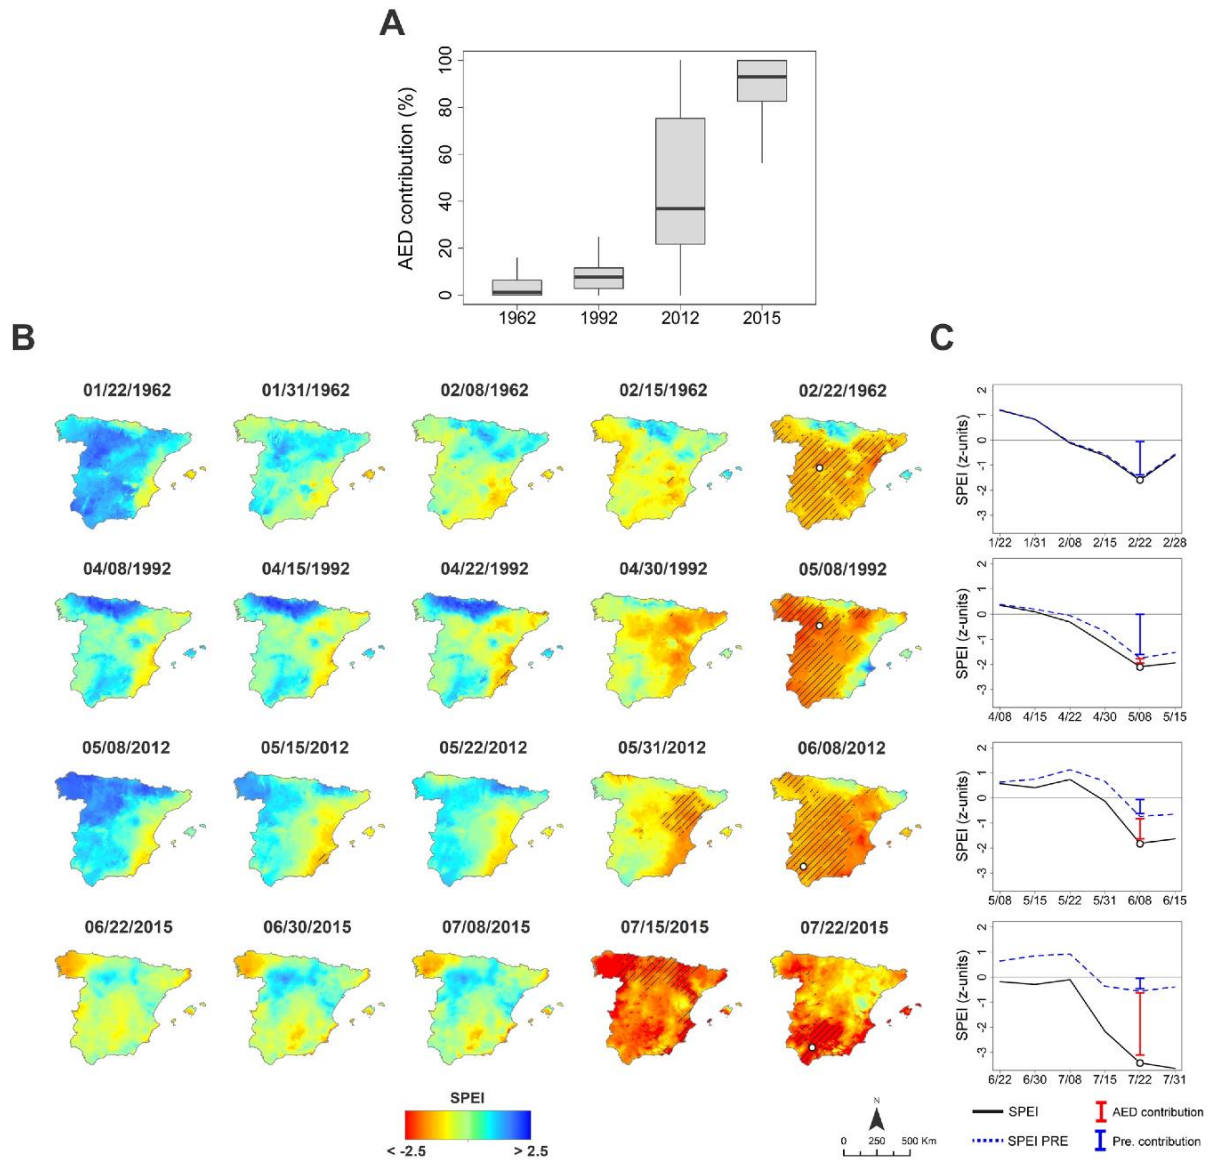 A
AED contribution (%)
100
80
60
40
20
0
1962 1992 2012 2015
B
C
01/22/1962 01/31/1962 02/08/1962 02/15/1962 02/22/1962
SPEI (z-units)
2
1
0
-1
-2
-3
1/22 1/31 2/08 2/15 2/22 2/28
04/08/1992 04/15/1992 04/22/1992 04/30/1992 05/08/1992
SPEI (z-units)
2
1
0
-1
-2
-3
4/08 4/15 4/22 4/30 5/08 5/15
05/08/2012 05/15/2012 05/22/2012 05/31/2012 06/08/2012
SPEI (z-units)
2
1
0
-1
-2
-3
5/08 5/15 5/22 5/31 6/08 6/15
06/22/2015 06/30/2015 07/08/2015 07/15/2015 07/22/2015
SPEI (z-units)
2
1
0
-1
-2
-3
6/22 6/30 7/08 7/15 7/22 7/31
SPEI
< -2.5 > 2.5
N
0 250 500 Km
SPEI
AED contribution
SPEI PRE
Pre. contribution